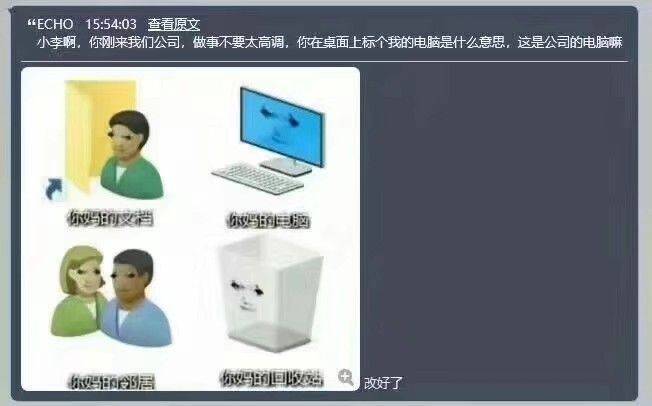 “ECHO 15:54:03 查看原文
小李啊，你刚来我们公司，做事不要太高调，你在桌面上标个我的电脑是什么意思，这是公司的电脑嘛
你妈的文档
你妈的电脑
你妈的邻居
你妈的回收站
改好了